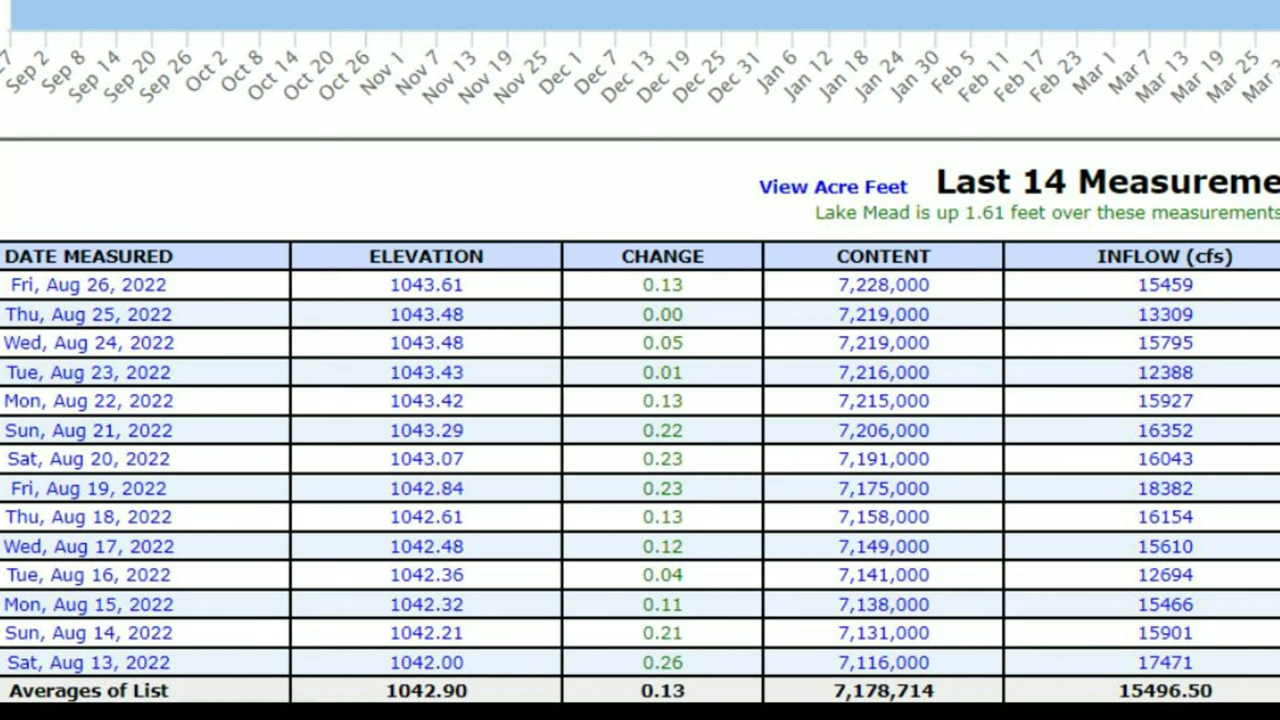 27 Sep 2 Sep 8 Sep 14 Sep 20 Sep 26 Oct 2 Oct 8 Oct 14 Oct 20 Oct 26 Nov 1 Nov 7 Nov 13 Nov 19 Nov 25 Dec 1 Dec 7 Dec 13 Dec 19 Dec 25 Dec 31 Jan 6 Jan 12 Jan 18 Jan 24 Jan 30 Feb 5 Feb 11 Feb 17 Feb 23 Mar 1 Mar 7 Mar 13 Mar 19 Mar 25 Mar 3
View Acre Feet Last 14 Measureme
Lake Mead is up 1.61 feet over these measurements
DATE MEASURED ELEVATION CHANGE CONTENT INFLOW (cfs)
Fri, Aug 26, 2022 1043.61 0.13 7,228,000 15459
Thu, Aug 25, 2022 1043.48 0.00 7,219,000 13309
Wed, Aug 24, 2022 1043.48 0.05 7,219,000 15795
Tue, Aug 23, 2022 1043.43 0.01 7,216,000 12388
Mon, Aug 22, 2022 1043.42 0.13 7,215,000 15927
Sun, Aug 21, 2022 1043.29 0.22 7,206,000 16352
Sat, Aug 20, 2022 1043.07 0.23 7,191,000 16043
Fri, Aug 19, 2022 1042.84 0.23 7,175,000 18382
Thu, Aug 18, 2022 1042.61 0.13 7,158,000 16154
Wed, Aug 17, 2022 1042.48 0.12 7,149,000 15610
Tue, Aug 16, 2022 1042.36 0.04 7,141,000 12694
Mon, Aug 15, 2022 1042.32 0.11 7,138,000 15466
Sun, Aug 14, 2022 1042.21 0.21 7,131,000 15901
Sat, Aug 13, 2022 1042.00 0.26 7,116,000 17471
Averages of List 1042.90 0.13 7,178,714 15496.50